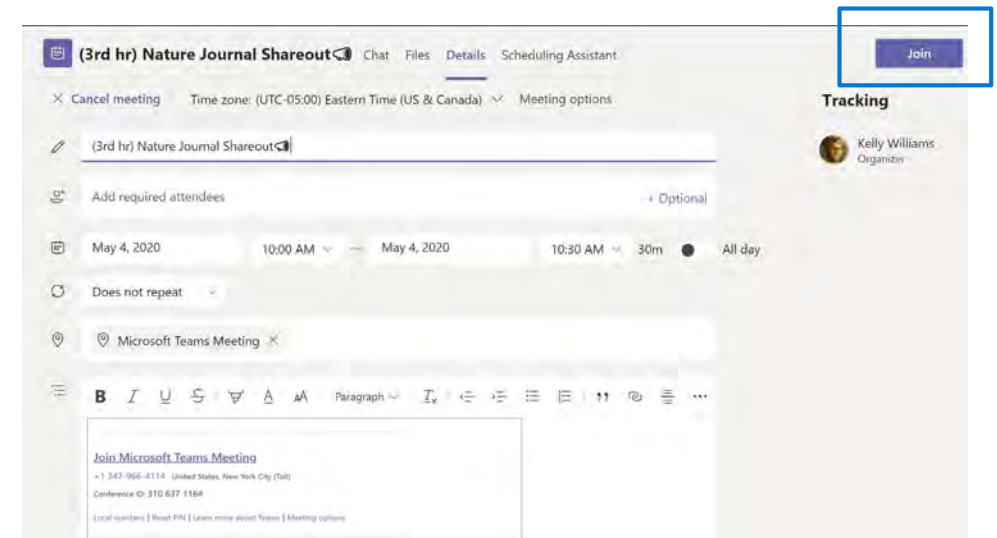 (3rd hr) Nature Journal Shareout Chat Files Details Scheduling Assistant Join
Cancel meeting Time zone: (UTC-05:00) Eastern Time (US & Canada) Meeting options
Tracking
(3rd hr) Nature Journal Shareout
Kelly Williams
Organizer
Add required attendees + Optional
May 4, 2020 10:00 AM — May 4, 2020 10:30 AM 30m All day
Does not repeat
Microsoft Teams Meeting
B I U S A AA Paragraph Ix
Join Microsoft Teams Meeting
+1 347-966-4114 United States, New York City (Toll)
Conference ID: 310 637 116#
Local numbers | Reset PIN | Learn more about Teams | Meeting options